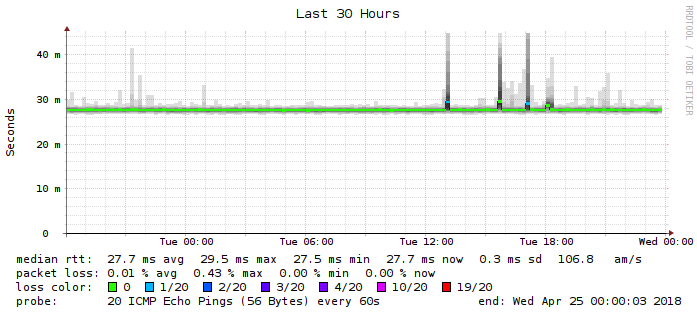 Last 30 Hours
RRDTOOL / TOBI OETIKER
Seconds
40 m
30 m
20 m
10 m
0
Tue 00:00 Tue 06:00 Tue 12:00 Tue 18:00 Wed 00:00
median rtt: 27.7 ms avg 29.5 ms max 27.5 ms min 27.7 ms now 0.3 ms sd 106.8 am/s
packet loss: 0.01 % avg 0.43 % max 0.00 % min 0.00 % now
loss color: 0 1/20 2/20 3/20 4/20 10/20 19/20
probe: 20 ICMP Echo Pings (56 Bytes) every 60s end: Wed Apr 25 00:00:03 2018